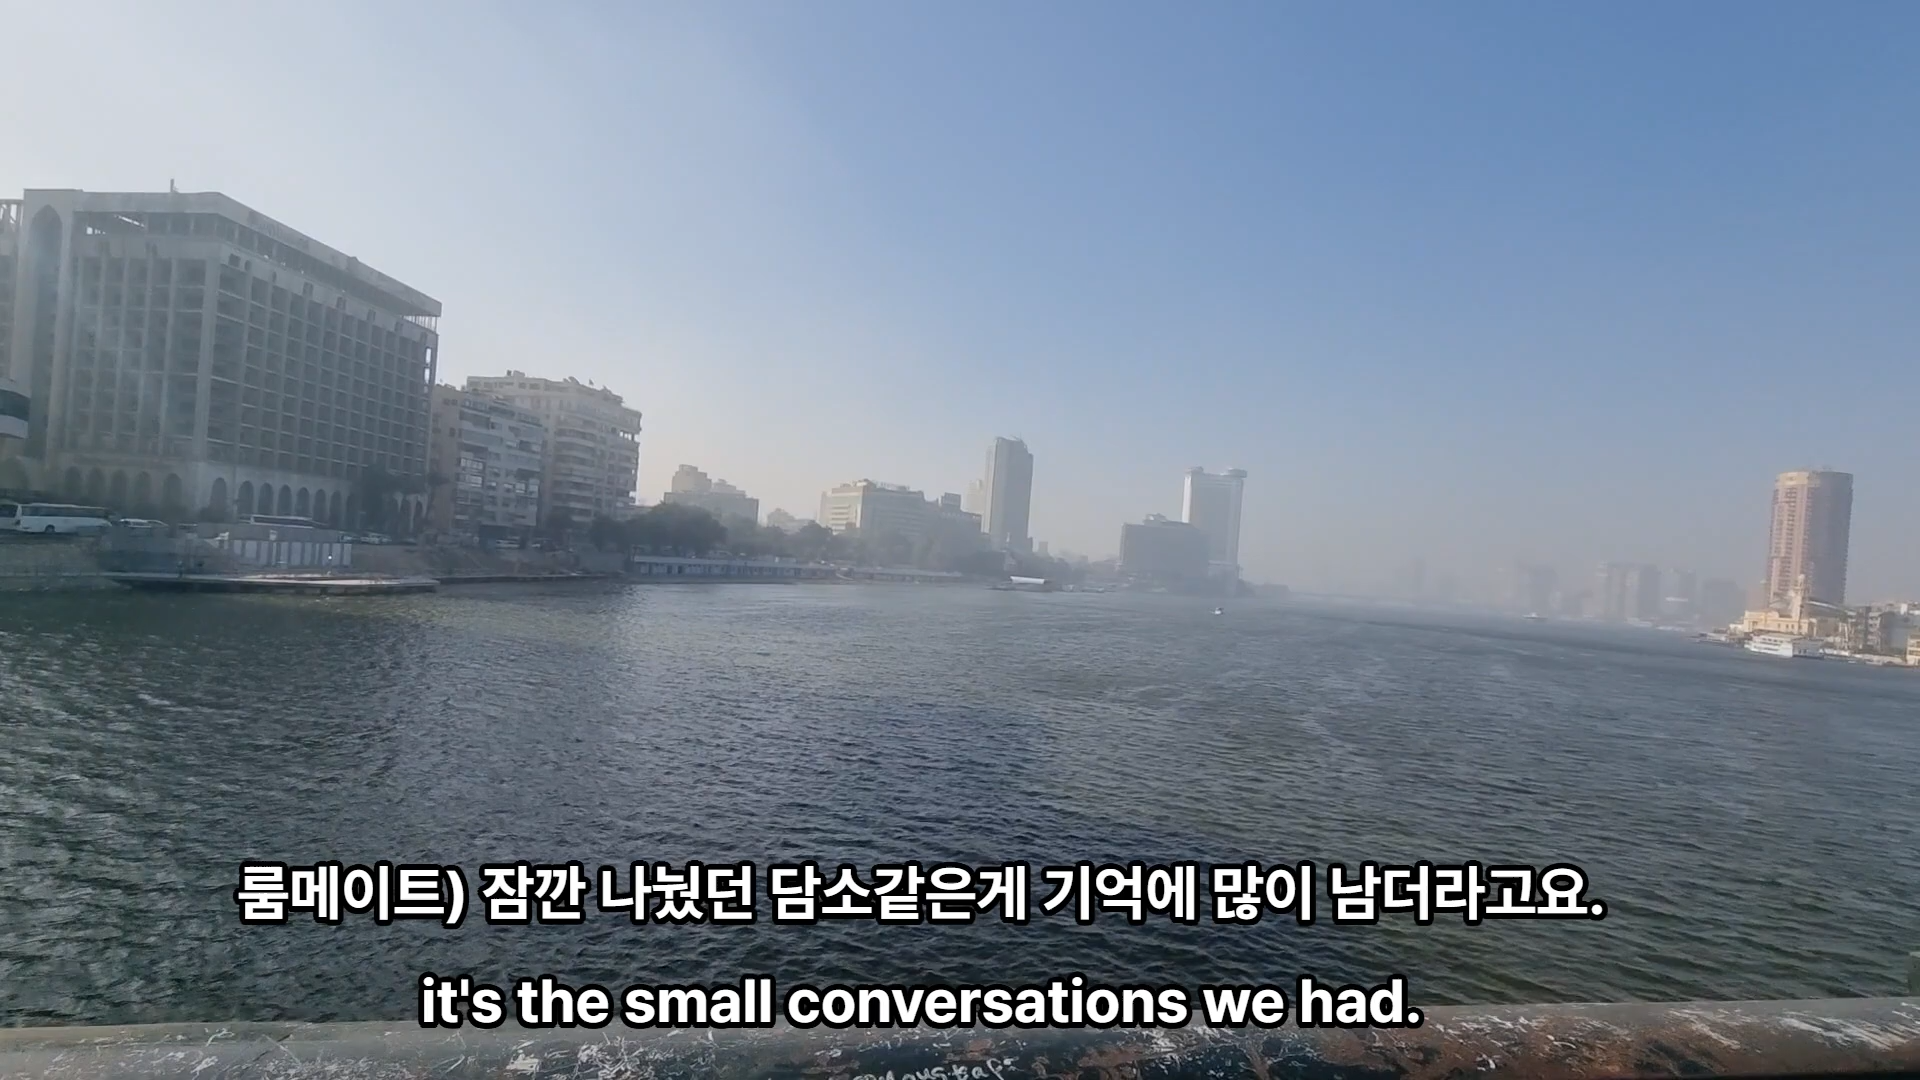 룸메이트) 잠깐 나눴던 담소같은게 기억에 많이 남더라고요.
it's the small conversations we had.